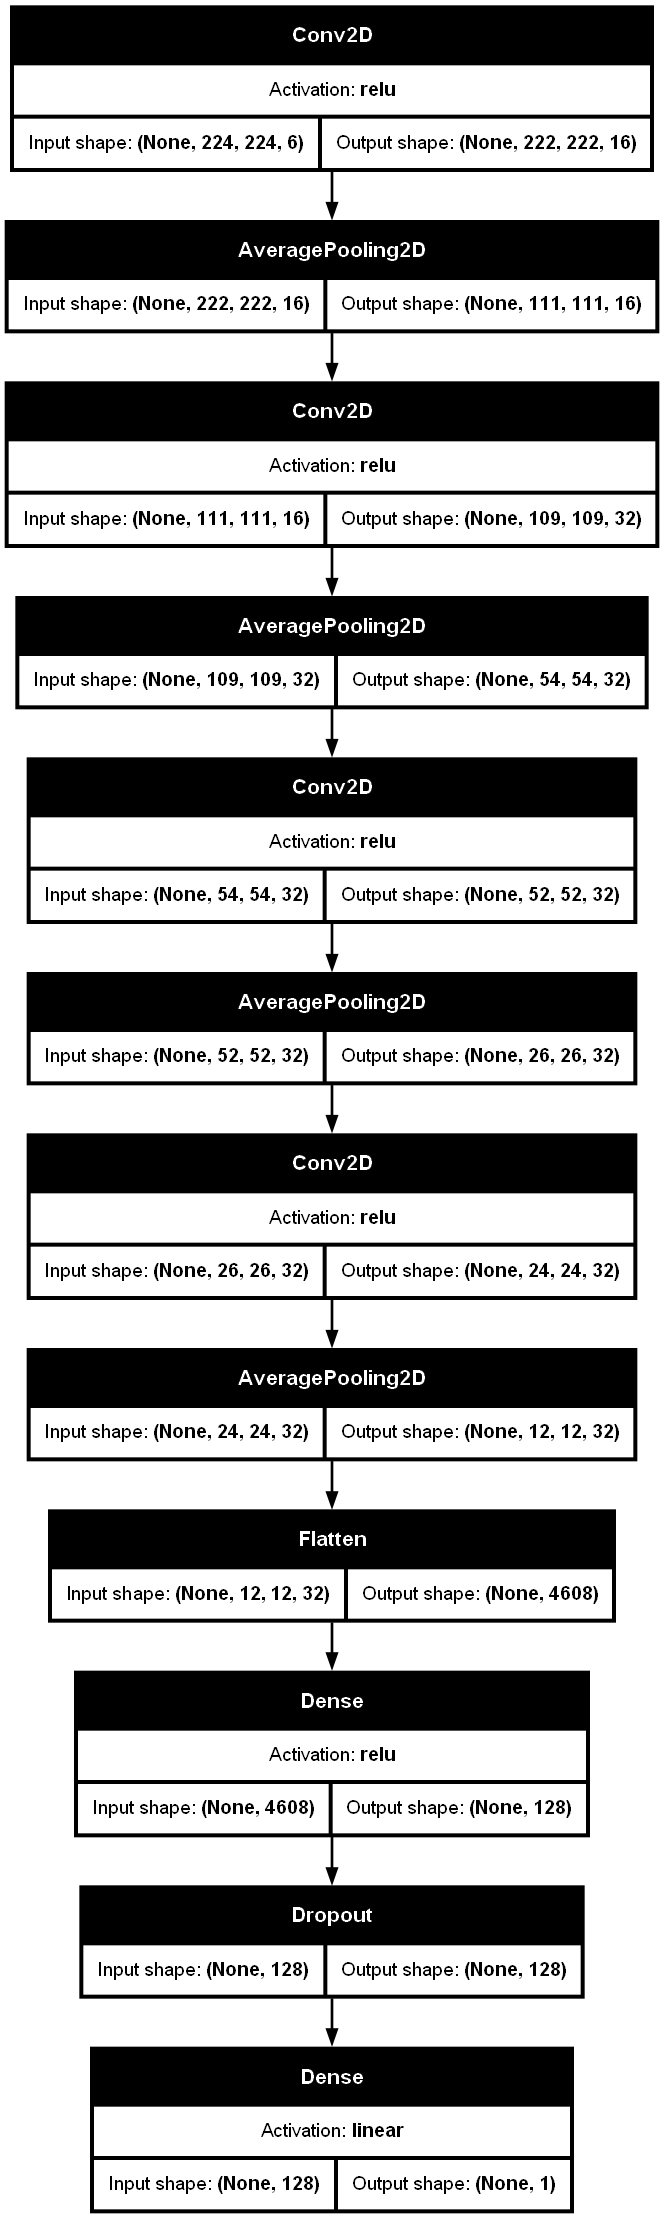 Conv2D
Activation: relu
Input shape: (None, 224, 224, 6) Output shape: (None, 222, 222, 16)
AveragePooling2D
Input shape: (None, 222, 222, 16) Output shape: (None, 111, 111, 16)
Conv2D
Activation: relu
Input shape: (None, 111, 111, 16) Output shape: (None, 109, 109, 32)
AveragePooling2D
Input shape: (None, 109, 109, 32) Output shape: (None, 54, 54, 32)
Conv2D
Activation: relu
Input shape: (None, 54, 54, 32) Output shape: (None, 52, 52, 32)
AveragePooling2D
Input shape: (None, 52, 52, 32) Output shape: (None, 26, 26, 32)
Conv2D
Activation: relu
Input shape: (None, 26, 26, 32) Output shape: (None, 24, 24, 32)
AveragePooling2D
Input shape: (None, 24, 24, 32) Output shape: (None, 12, 12, 32)
Flatten
Input shape: (None, 12, 12, 32) Output shape: (None, 4608)
Dense
Activation: relu
Input shape: (None, 4608) Output shape: (None, 128)
Dropout
Input shape: (None, 128) Output shape: (None, 128)
Dense
Activation: linear
Input shape: (None, 128) Output shape: (None, 1)